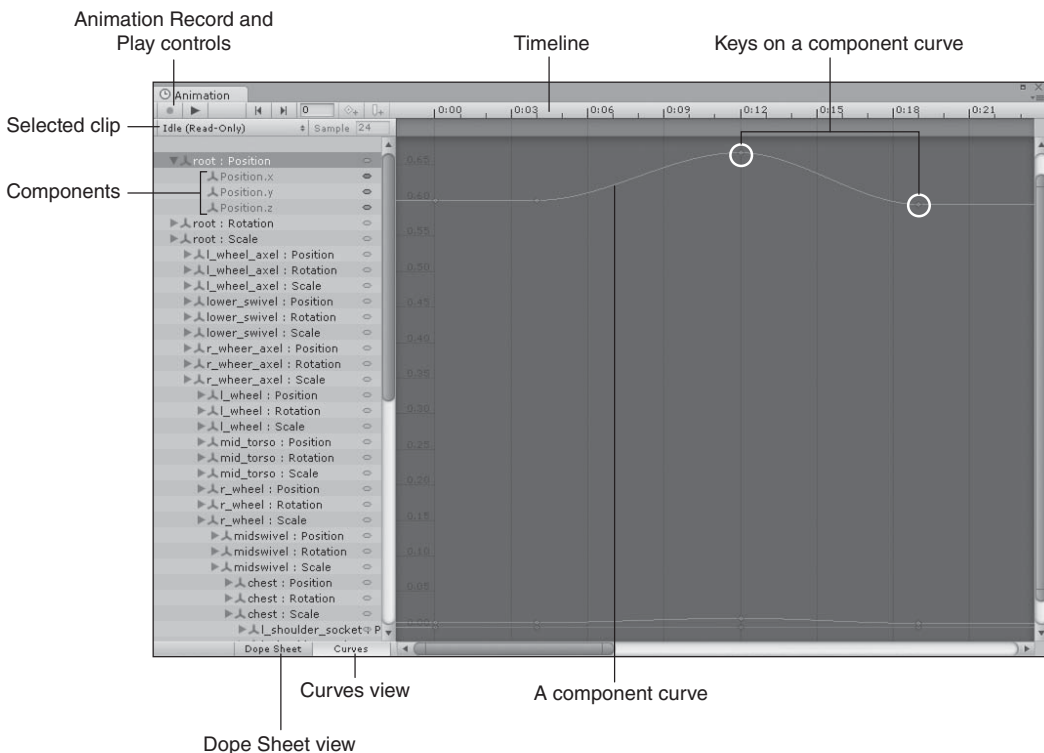 Animation Record and
Play controls
Timeline
Keys on a component curve
Animation
0
0:00 0:03 0:06 0:09 0:12 0:15 0:18 0:21
Selected clip
Idle (Read-Only)
Sample 24
Components
root : Position
Position.x
Position.y
Position.z
root : Rotation
root : Scale
l_wheel_axel : Position
l_wheel_axel : Rotation
l_wheel_axel : Scale
lower_swivel : Position
lower_swivel : Rotation
lower_swivel : Scale
r_wheer_axel : Position
r_wheer_axel : Rotation
r_wheer_axel : Scale
l_wheel : Position
l_wheel : Rotation
l_wheel : Scale
mid_torso : Position
mid_torso : Rotation
mid_torso : Scale
r_wheel : Position
r_wheel : Rotation
r_wheel : Scale
midswivel : Position
midswivel : Rotation
midswivel : Scale
chest : Position
chest : Rotation
chest : Scale
l_shoulder_socket P
0.65
0.60
0.55
0.50
0.45
0.40
0.35
0.30
0.25
0.20
0.15
0.10
0.05
0.00
Dope Sheet
Curves
Curves view
A component curve
Dope Sheet view